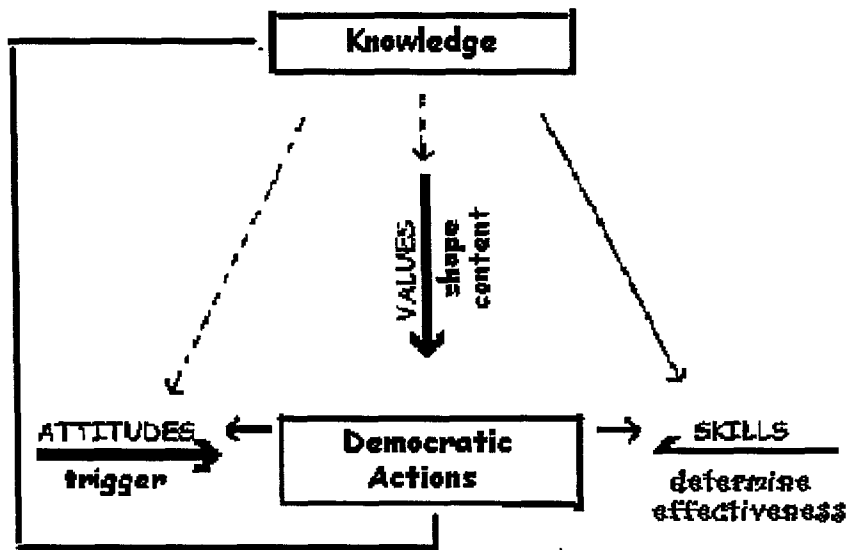 Knowledge
VALUES
shape
content
ATTITUDES
trigger
Democratic
Actions
SKILLS
determine
effectiveness